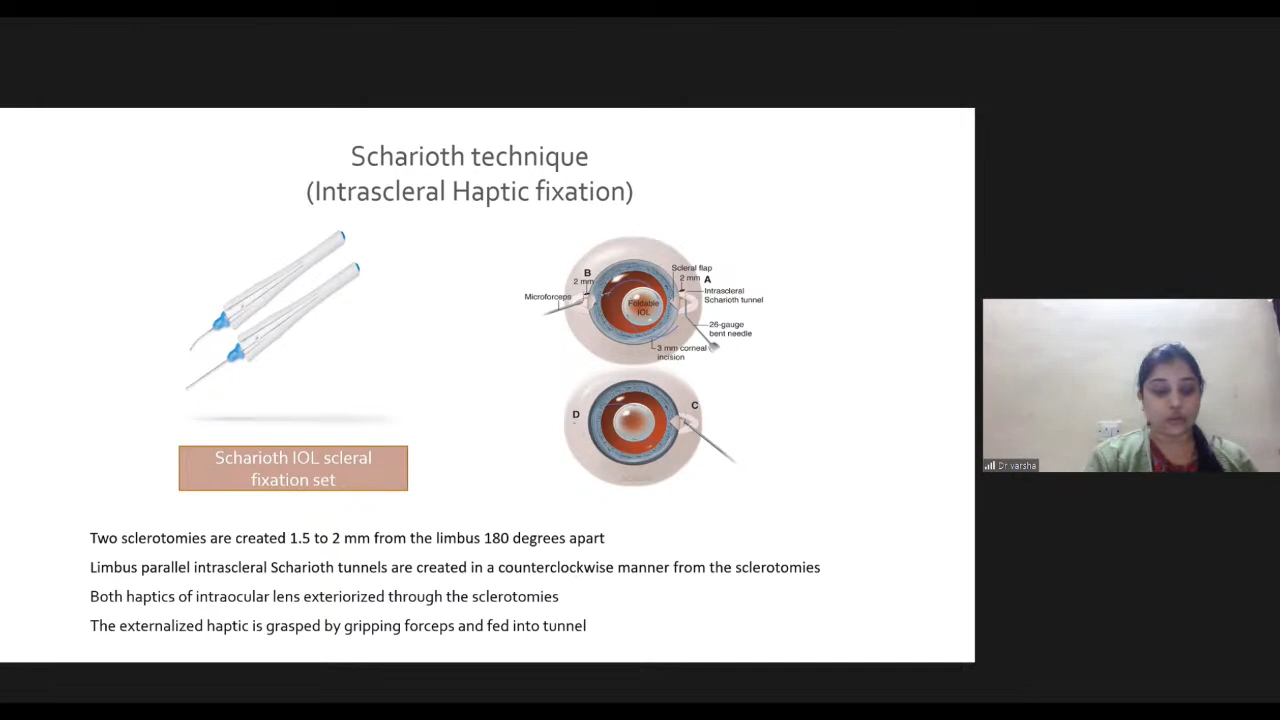 Scharioth technique
(Intrascleral Haptic fixation)
B
2 mm
Microforceps
Scleral flap
2 mm A
Intrascleral
Scharioth tunnel
Foldable
IOL
26-gauge
bent needle
3 mm corneal
incision
D
C
Scharioth IOL scleral
fixation set
Two sclerotomies are created 1.5 to 2 mm from the limbus 180 degrees apart
Limbus parallel intrascleral Scharioth tunnels are created in a counterclockwise manner from the sclerotomies
Both haptics of intraocular lens exteriorized through the sclerotomies
The externalized haptic is grasped by gripping forceps and fed into tunnel
Dr varsha